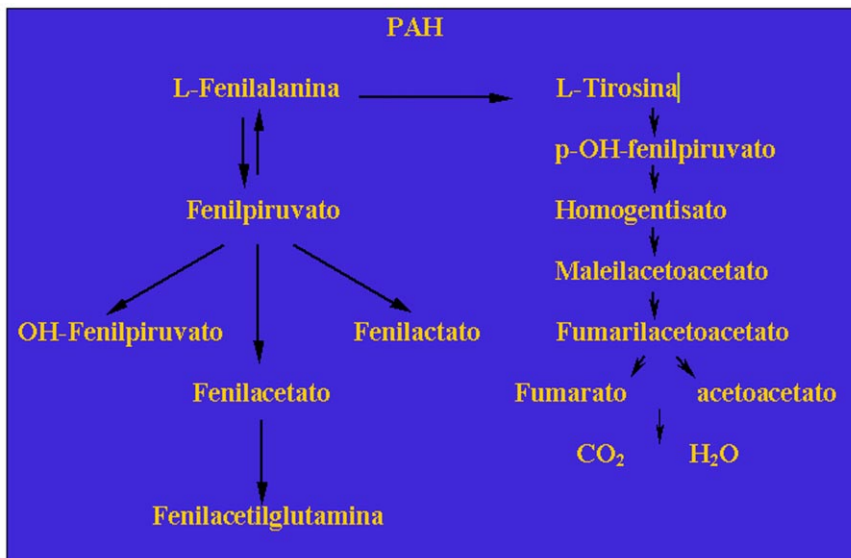 PAH
L-Fenilalanina L-Tirosina
p-OH-fenilpiruvato
Fenilpiruvato Homogentisato
Maleilacetoacetato
OH-Fenilpiruvato Fenilactato Fumarilacetoacetato
Fenilacetato Fumarato acetoacetato
CO₂ H₂O
Fenilacetilglutamina